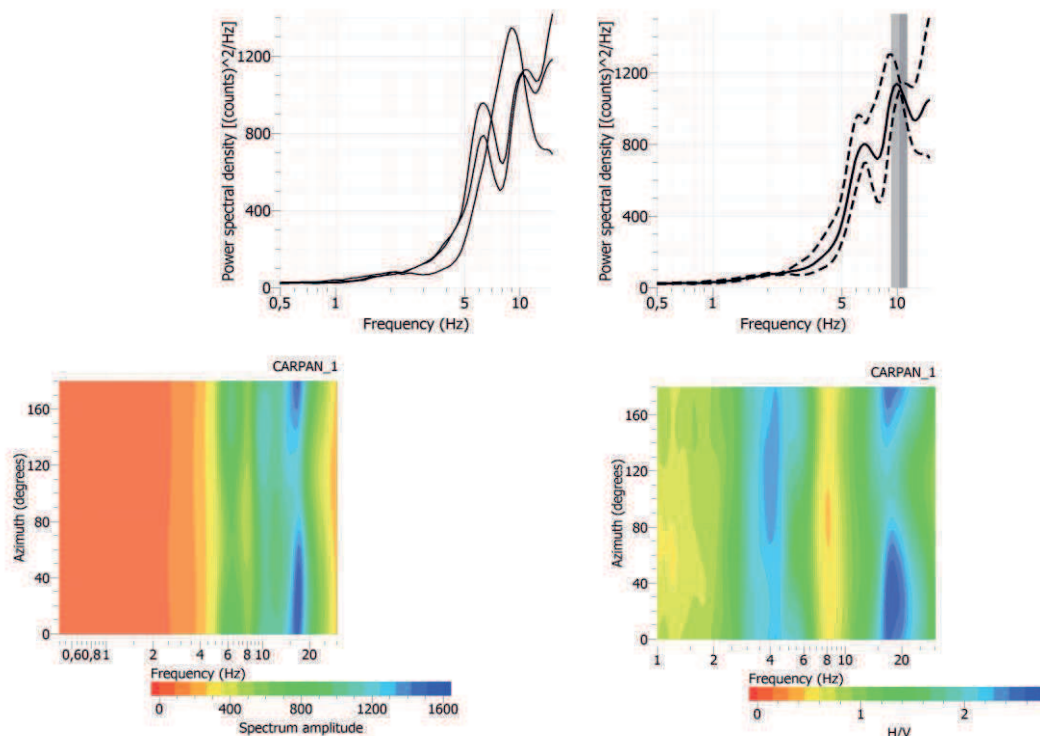 Power spectral density [(counts)^2/Hz]
1200
800
400
0
0,5 1 5 10
Frequency (Hz)
Power spectral density [(counts)^2/Hz]
1200
800
400
0
0,5 1 5 10
Frequency (Hz)
CARPAN_1
Azimuth (degrees)
160
120
80
40
0
0,60,81 2 4 6 8 10 20
Frequency (Hz)
0 400 800 1200 1600
Spectrum amplitude
CARPAN_1
Azimuth (degrees)
160
120
80
40
0
1 2 4 6 8 10 20
Frequency (Hz)
0 1 2
H/V